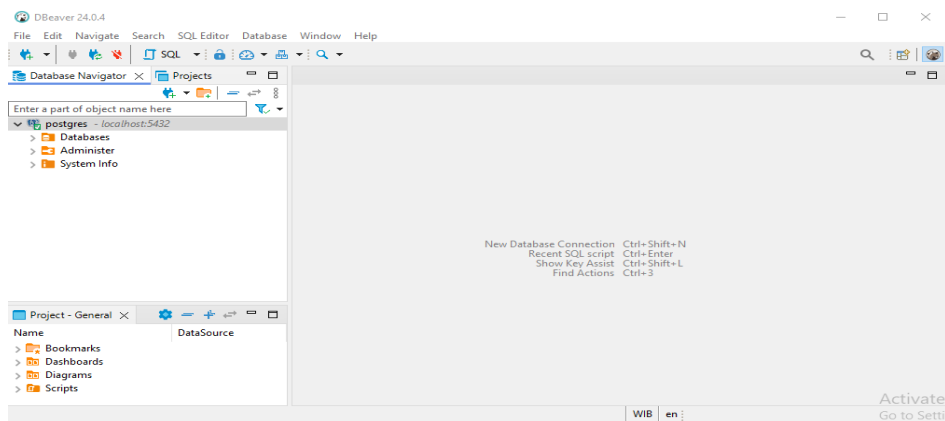 DBeaver 24.0.4
File Edit Navigate Search SQL Editor Database Window Help
SQL
Database Navigator Projects
Enter a part of object name here
postgres - localhost:5432
Databases
Administer
System Info
New Database Connection Ctrl+Shift+N
Recent SQL script Ctrl+Enter
Show Key Assist Ctrl+Shift+L
Find Actions Ctrl+3
Project - General
Name DataSource
Bookmarks
Dashboards
Diagrams
Scripts
Activate
Go to Setti
WIB en